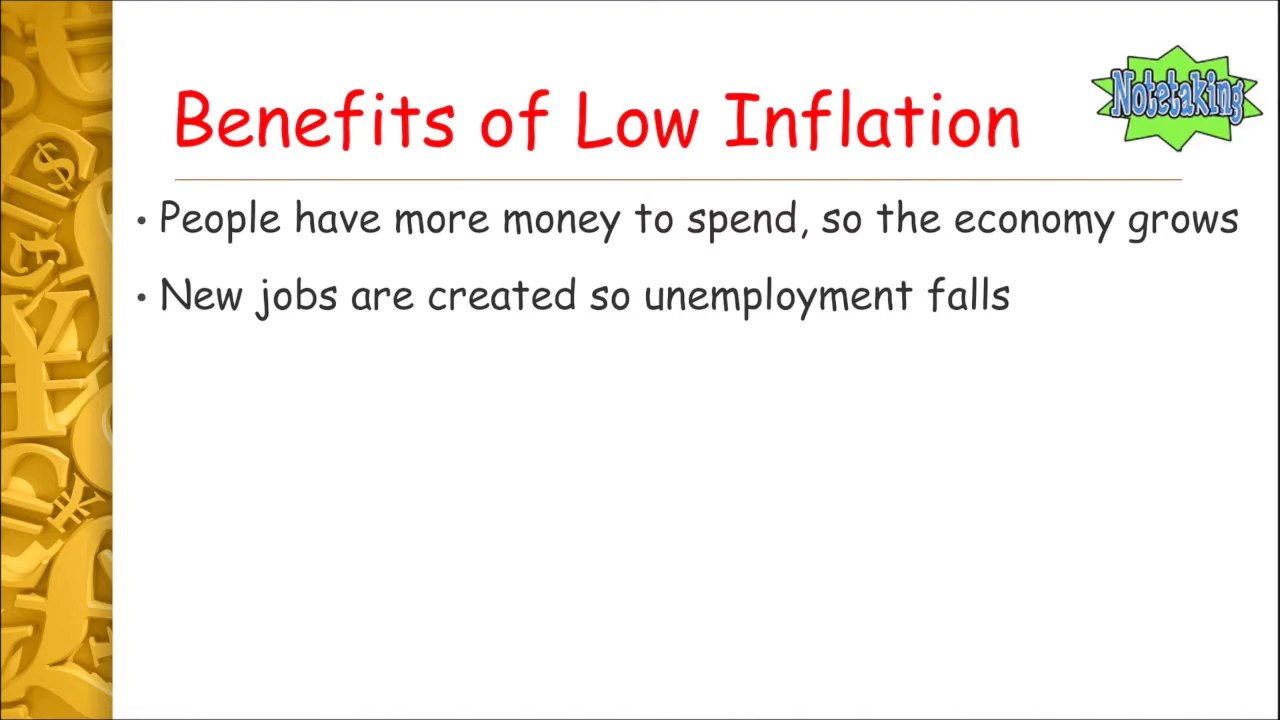 Benefits of Low Inflation
Notetaking
• People have more money to spend, so the economy grows
• New jobs are created so unemployment falls